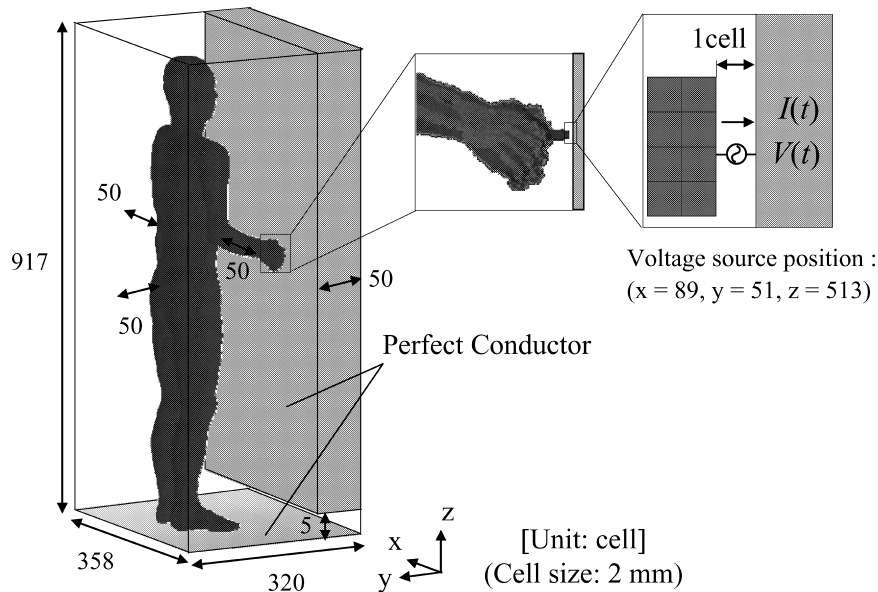 1cell
I(t)
V(t)
50
917
50
50
50
Voltage source position :
(x = 89, y = 51, z = 513)
Perfect Conductor
5
358
320
z
x
y
[Unit: cell]
(Cell size: 2 mm)